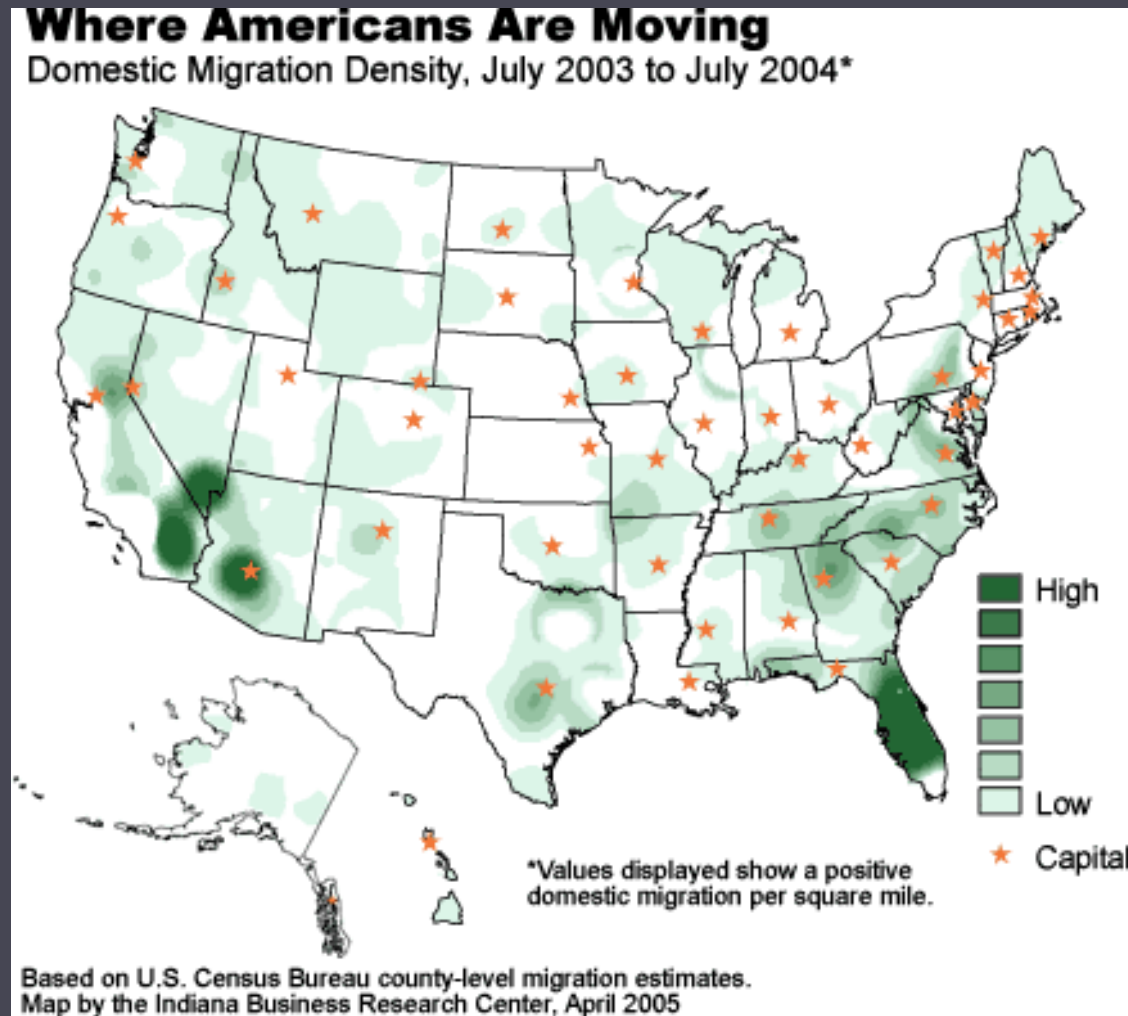 Where Americans Are Moving
Domestic Migration Density, July 2003 to July 2004*
High
Low
Capital
*Values displayed show a positive
domestic migration per square mile.
Based on U.S. Census Bureau county-level migration estimates.
Map by the Indiana Business Research Center, April 2005